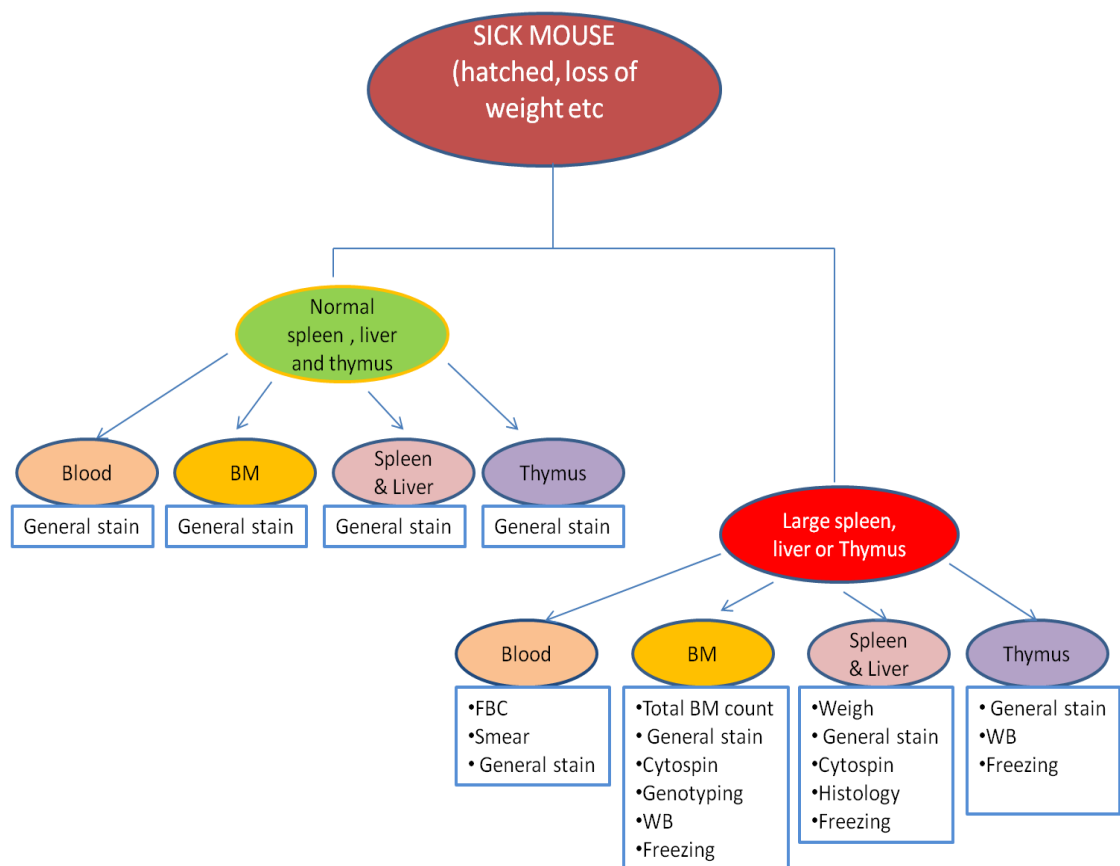 SICK MOUSE
(hatched, loss of
weight etc
Normal
spleen , liver
and thymus
Blood
BM
Spleen
& Liver
Thymus
General stain
General stain
General stain
General stain
Large spleen,
liver or Thymus
Blood
BM
Spleen
& Liver
Thymus
•FBC
•Smear
• General stain
•Total BM count
• General stain
•Cytospin
•Genotyping
•WB
•Freezing
•Weigh
• General stain
•Cytospin
•Histology
•Freezing
• General stain
•WB
•Freezing